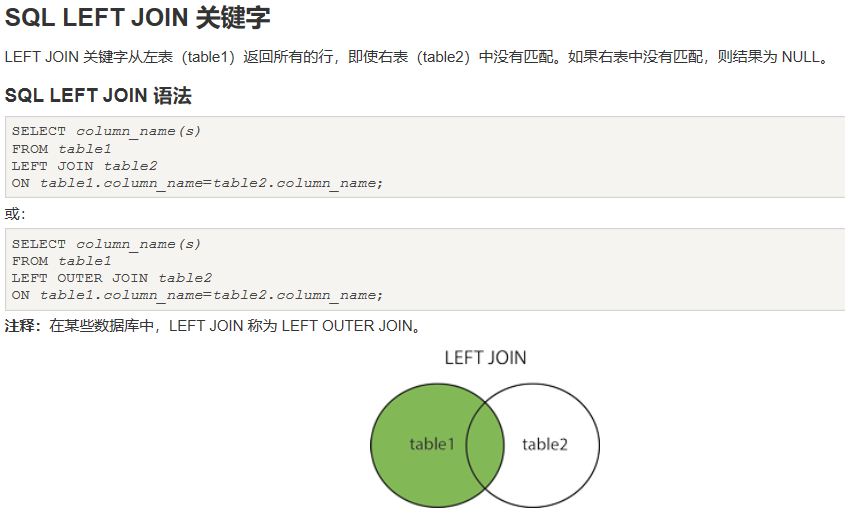 SQL LEFT JOIN 关键字
LEFT JOIN 关键字从左表（table1）返回所有的行，即使右表（table2）中没有匹配。如果右表中没有匹配，则结果为 NULL。
SQL LEFT JOIN 语法
SELECT column_name(s)
FROM table1
LEFT JOIN table2
ON table1.column_name=table2.column_name;
或：
SELECT column_name(s)
FROM table1
LEFT OUTER JOIN table2
ON table1.column_name=table2.column_name;
注释：在某些数据库中，LEFT JOIN 称为 LEFT OUTER JOIN。
LEFT JOIN
table1 table2